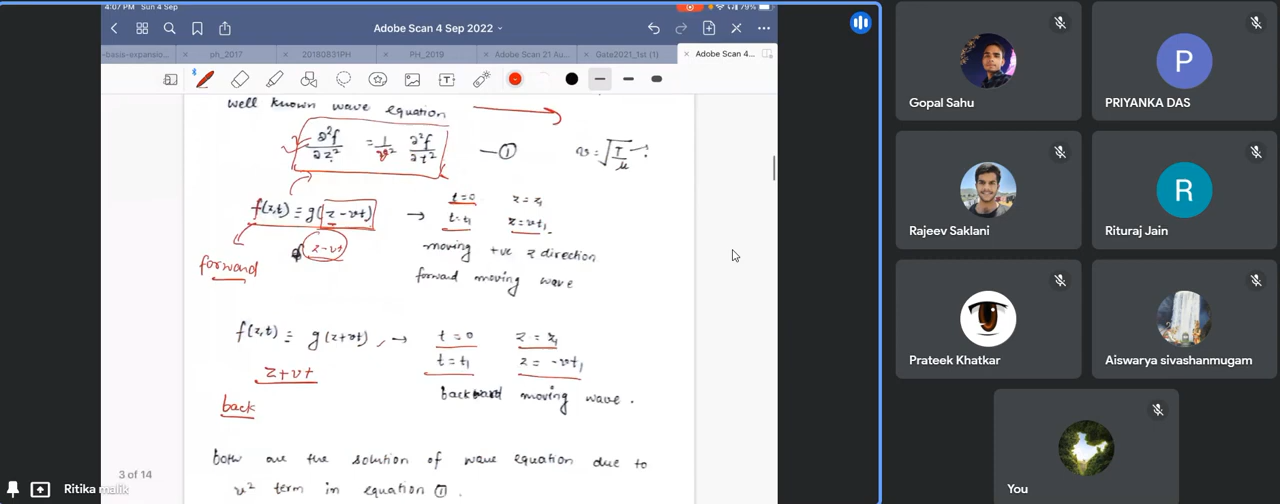 4:07 PM Sun 4 Sep
79%
Adobe Scan 4 Sep 2022
-basis-expansion...
ph_2017
20180831PH
PH_2019
Adobe Scan 21 Au...
Gate2021_1st (1)
Adobe Scan 4...
well known wave equation
∂²f/∂z² = 1/v² ∂²f/∂t² —①
v = √(T/μ)
f(z,t) ≡ g(z-vt) → t=0 z=z₁
t=t₁ z=vt₁.
z-vt
moving +ve z direction
forward
forward moving wave
f(z,t) ≡ g(z+vt), → t=0 z=z₁
t=t₁ z=-vt₁
z+vt
backward moving wave.
back
Both are the solution of wave equation due to
v² term in equation ①.
3 of 14
Ritika malik
Gopal Sahu
PRIYANKA DAS
P
Rajeev Saklani
Rituraj Jain
R
Prateek Khatkar
Aiswarya sivashanmugam
You